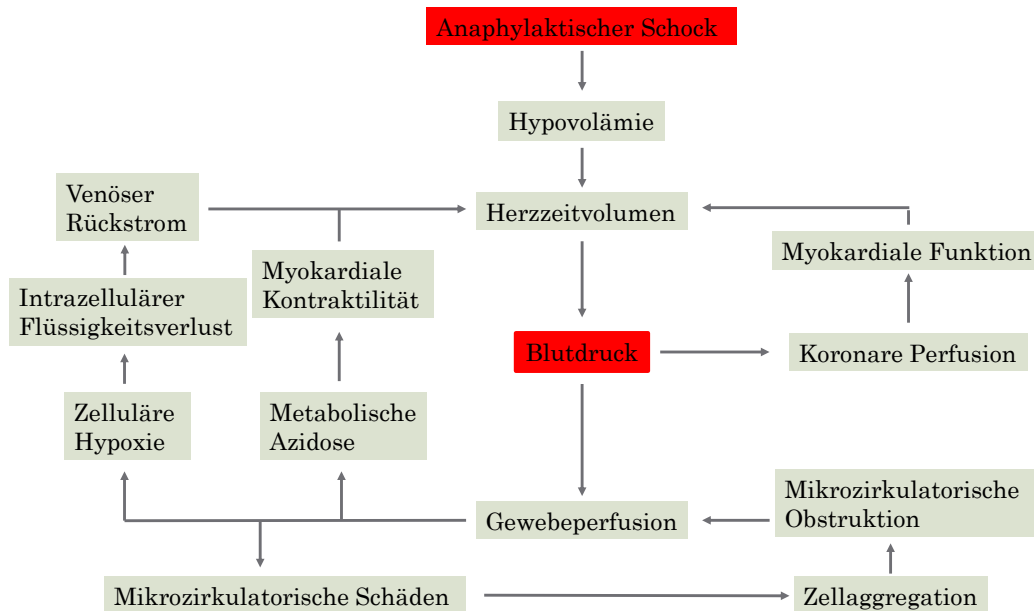 Anaphylaktischer Schock
Hypovolämie
Venöser
Rückstrom
Herzzeitvolumen
Myokardiale Funktion
Intrazellulärer
Flüssigkeitsverlust
Myokardiale
Kontraktilität
Blutdruck
Koronare Perfusion
Zelluläre
Hypoxie
Metabolische
Azidose
Gewebeperfusion
Mikrozirkulatorische
Obstruktion
Mikrozirkulatorische Schäden
Zellaggregation